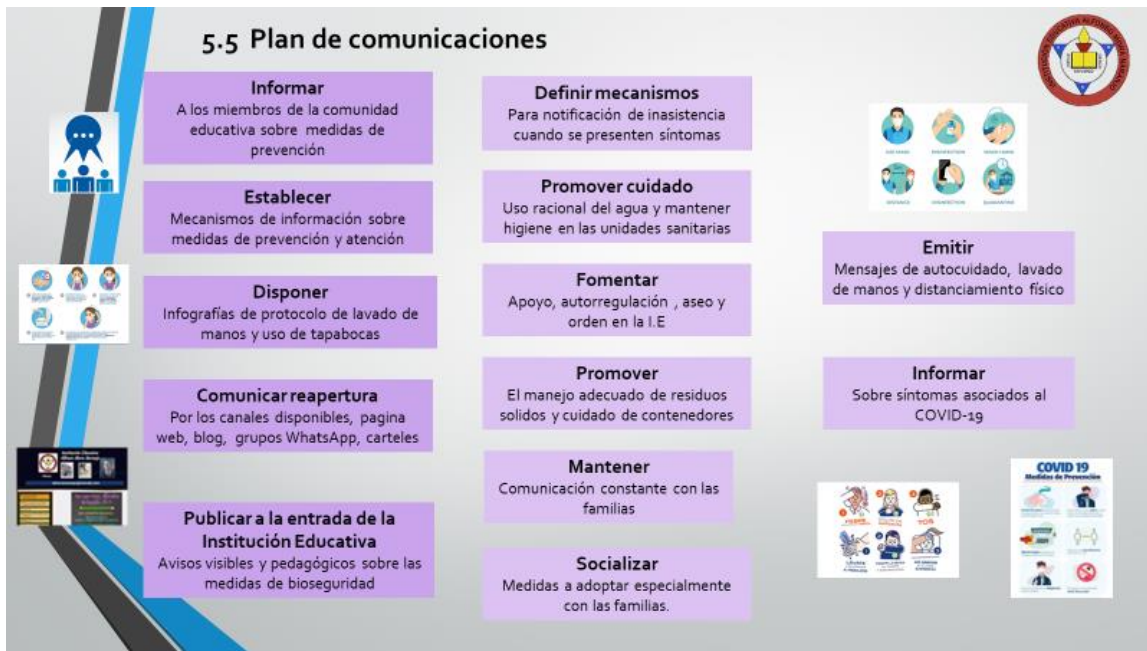 5.5 Plan de comunicaciones
INSTITUCIÓN EDUCATIVA ALFONSO MORA NARANJO
Informar
A los miembros de la comunidad
educativa sobre medidas de
prevención
Establecer
Mecanismos de información sobre
medidas de prevención y atención
Disponer
Infografías de protocolo de lavado de
manos y uso de tapabocas
Comunicar reapertura
Por los canales disponibles, pagina
web, blog, grupos WhatsApp, carteles
Publicar a la entrada de la
Institución Educativa
Avisos visibles y pedagógicos sobre las
medidas de bioseguridad
Definir mecanismos
Para notificación de inasistencia
cuando se presenten síntomas
Promover cuidado
Uso racional del agua y mantener
higiene en las unidades sanitarias
Fomentar
Apoyo, autorregulación , aseo y
orden en la I.E
Promover
El manejo adecuado de residuos
solidos y cuidado de contenedores
Mantener
Comunicación constante con las
familias
Socializar
Medidas a adoptar especialmente
con las familias.
Emitir
Mensajes de autocuidado, lavado
de manos y distanciamiento físico
Informar
Sobre síntomas asociados al
COVID-19
TOS
COVID 19
Medidas de Prevención